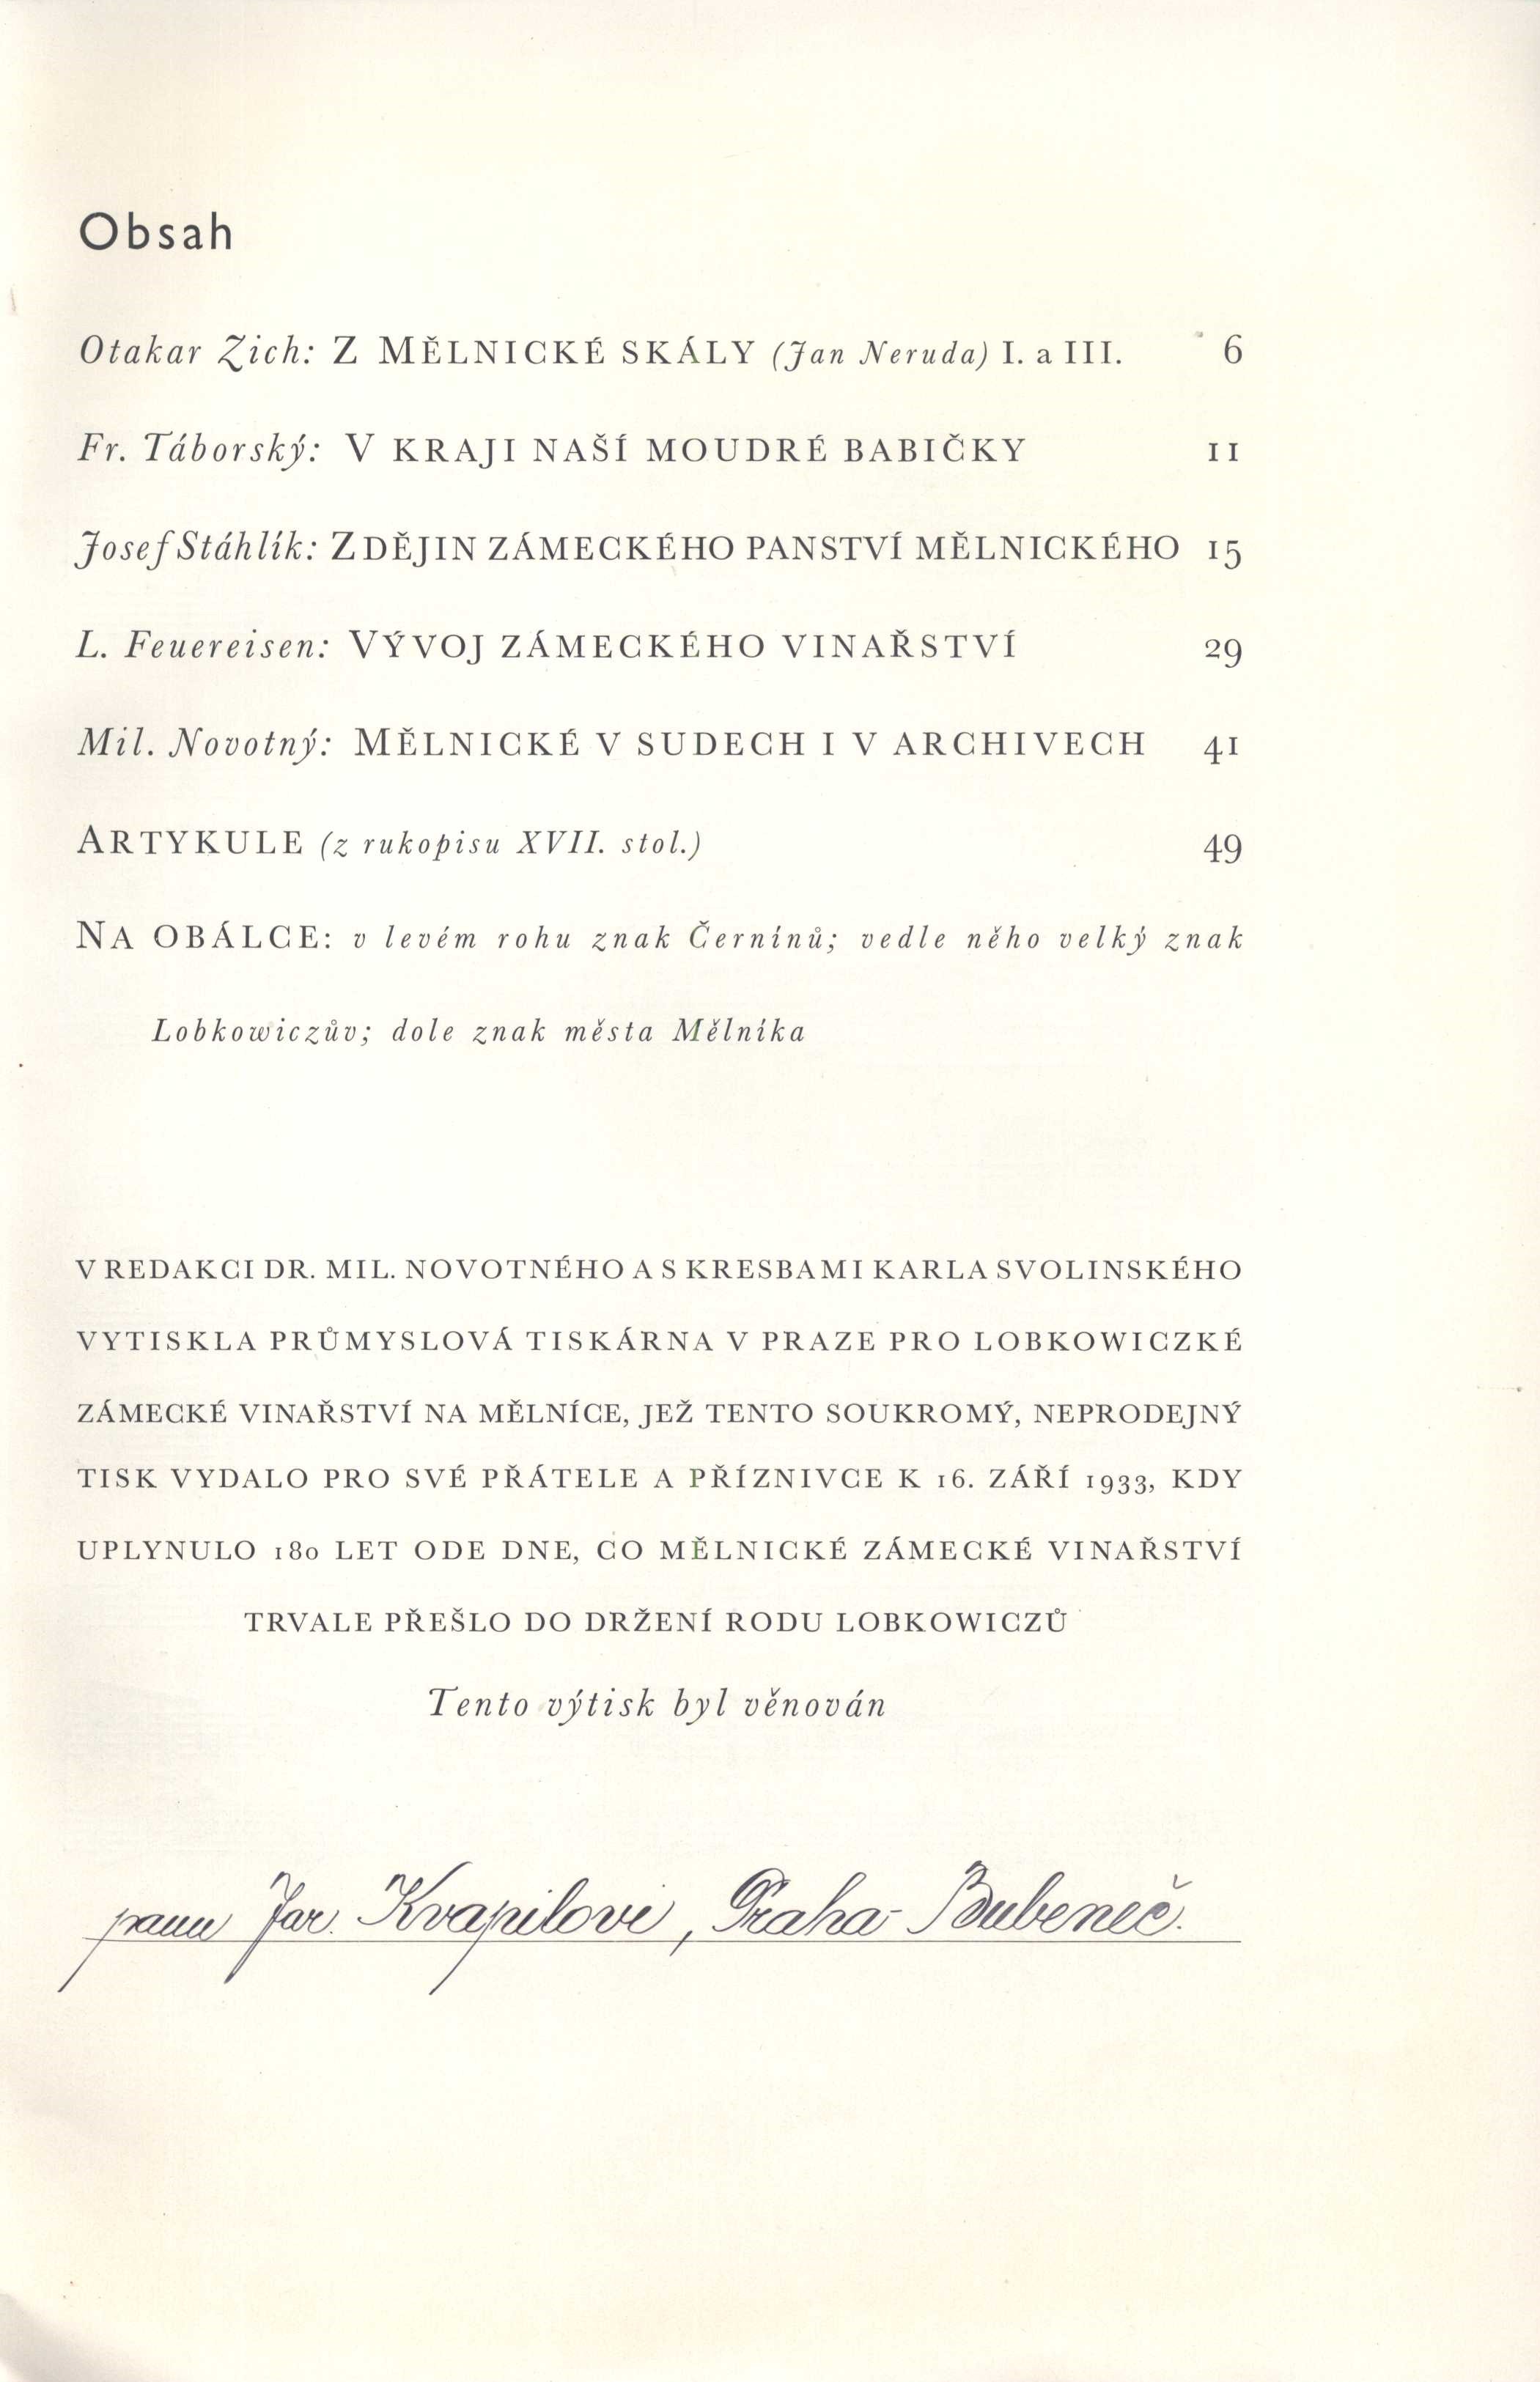 Obsah
Otakar Zich: Z MĚLNICKÉ SKÁLY (Jan Neruda) I. a III. 6
Fr. Táborský: V KRAJI NAŠÍ MOUDRÉ BABIČKY 11
Josef Stáhlík: Z DĚJIN ZÁMECKÉHO PANSTVÍ MĚLNICKÉHO 15
L. Feuereisen: VÝVOJ ZÁMECKÉHO VINAŘSTVÍ 29
Mil. Novotný: MĚLNICKÉ V SUDECH I V ARCHIVECH 41
ARTYKULE (z rukopisu XVII. stol.) 49
NA OBÁLCE: v levém rohu znak Černínů; vedle něho velký znak
Lobkowiczův; dole znak města Mělníka
V REDAKCI DR. MIL. NOVOTNÉHO A S KRESBAMI KARLA SVOLINSKÉHO
VYTISKLA PRŮMYSLOVÁ TISKÁRNA V PRAZE PRO LOBKOWICZKÉ
ZÁMECKÉ VINAŘSTVÍ NA MĚLNÍCE, JEŽ TENTO SOUKROMÝ, NEPRODEJNÝ
TISK VYDALO PRO SVÉ PŘÁTELE A PŘÍZNIVCE K 16. ZÁŘÍ 1933, KDY
UPLYNULO 180 LET ODE DNE, CO MĚLNICKÉ ZÁMECKÉ VINAŘSTVÍ
TRVALE PŘEŠLO DO DRŽENÍ RODU LOBKOWICZŮ
Tento výtisk byl věnován
panu Jar. Kvapilovi, Praha-Bubeneč.